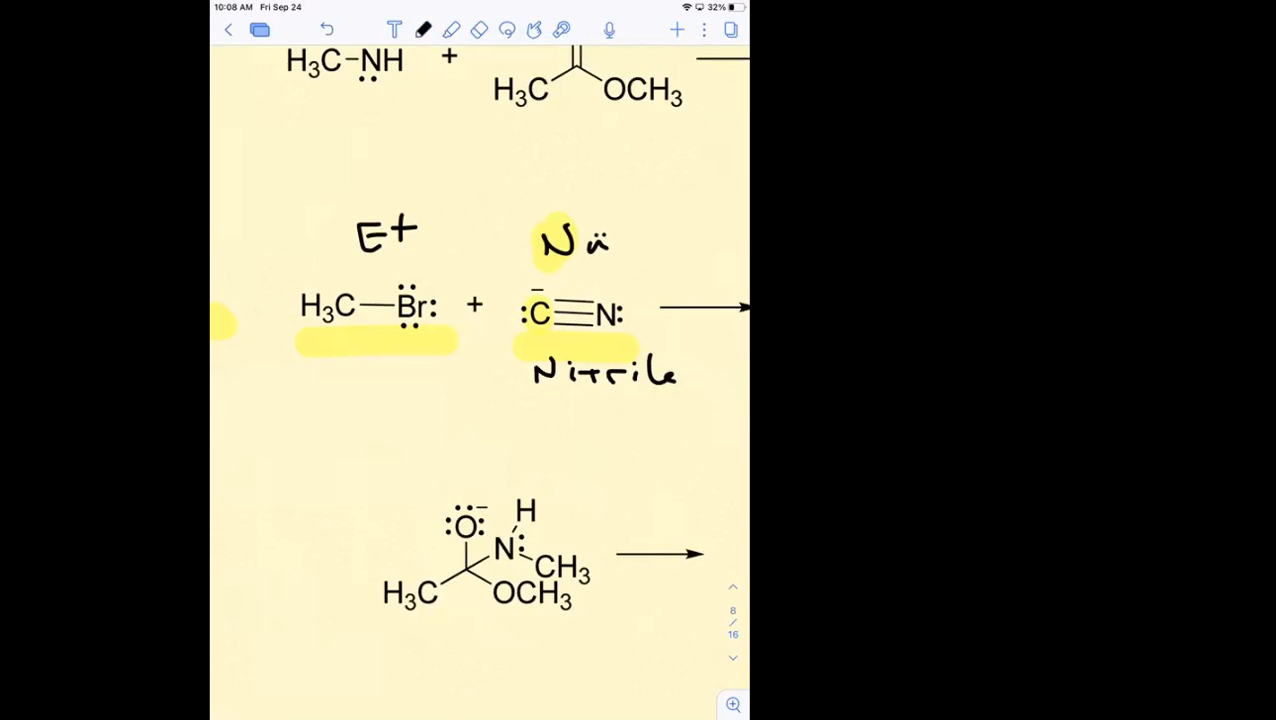 10:08 AM Fri Sep 24 32%
T
H₃C–NH +
H₃C OCH₃
E+ Nü
H₃C—Br: + :C≡N:
Nitrile
:O: H
N:
CH₃
H₃C OCH₃
8
/
16